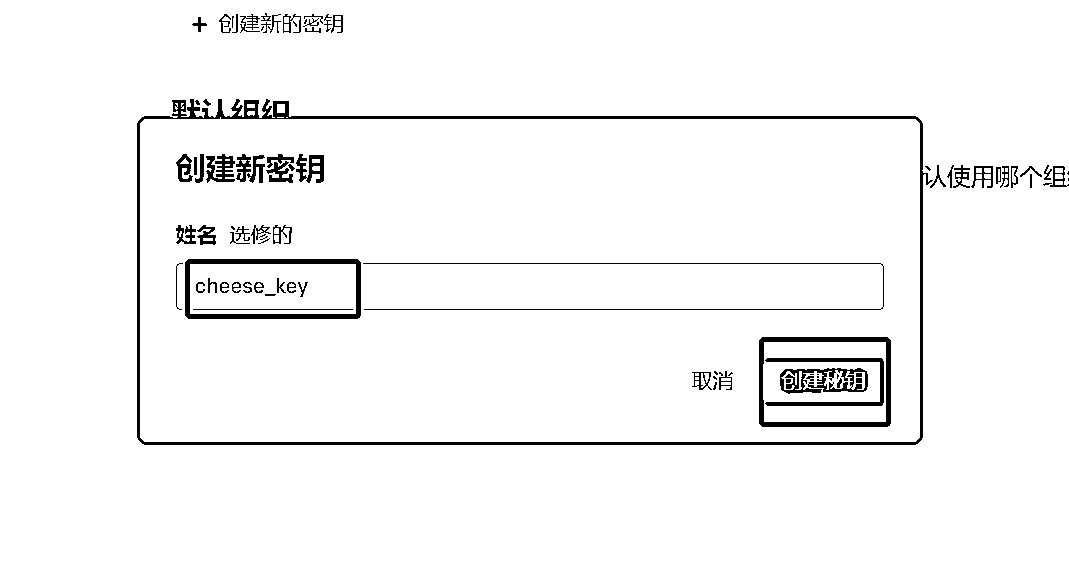 + 创建新的密钥
默认组织
创建新密钥
认使用哪个组
姓名 选修的
cheese_key
取消 创建秘钥